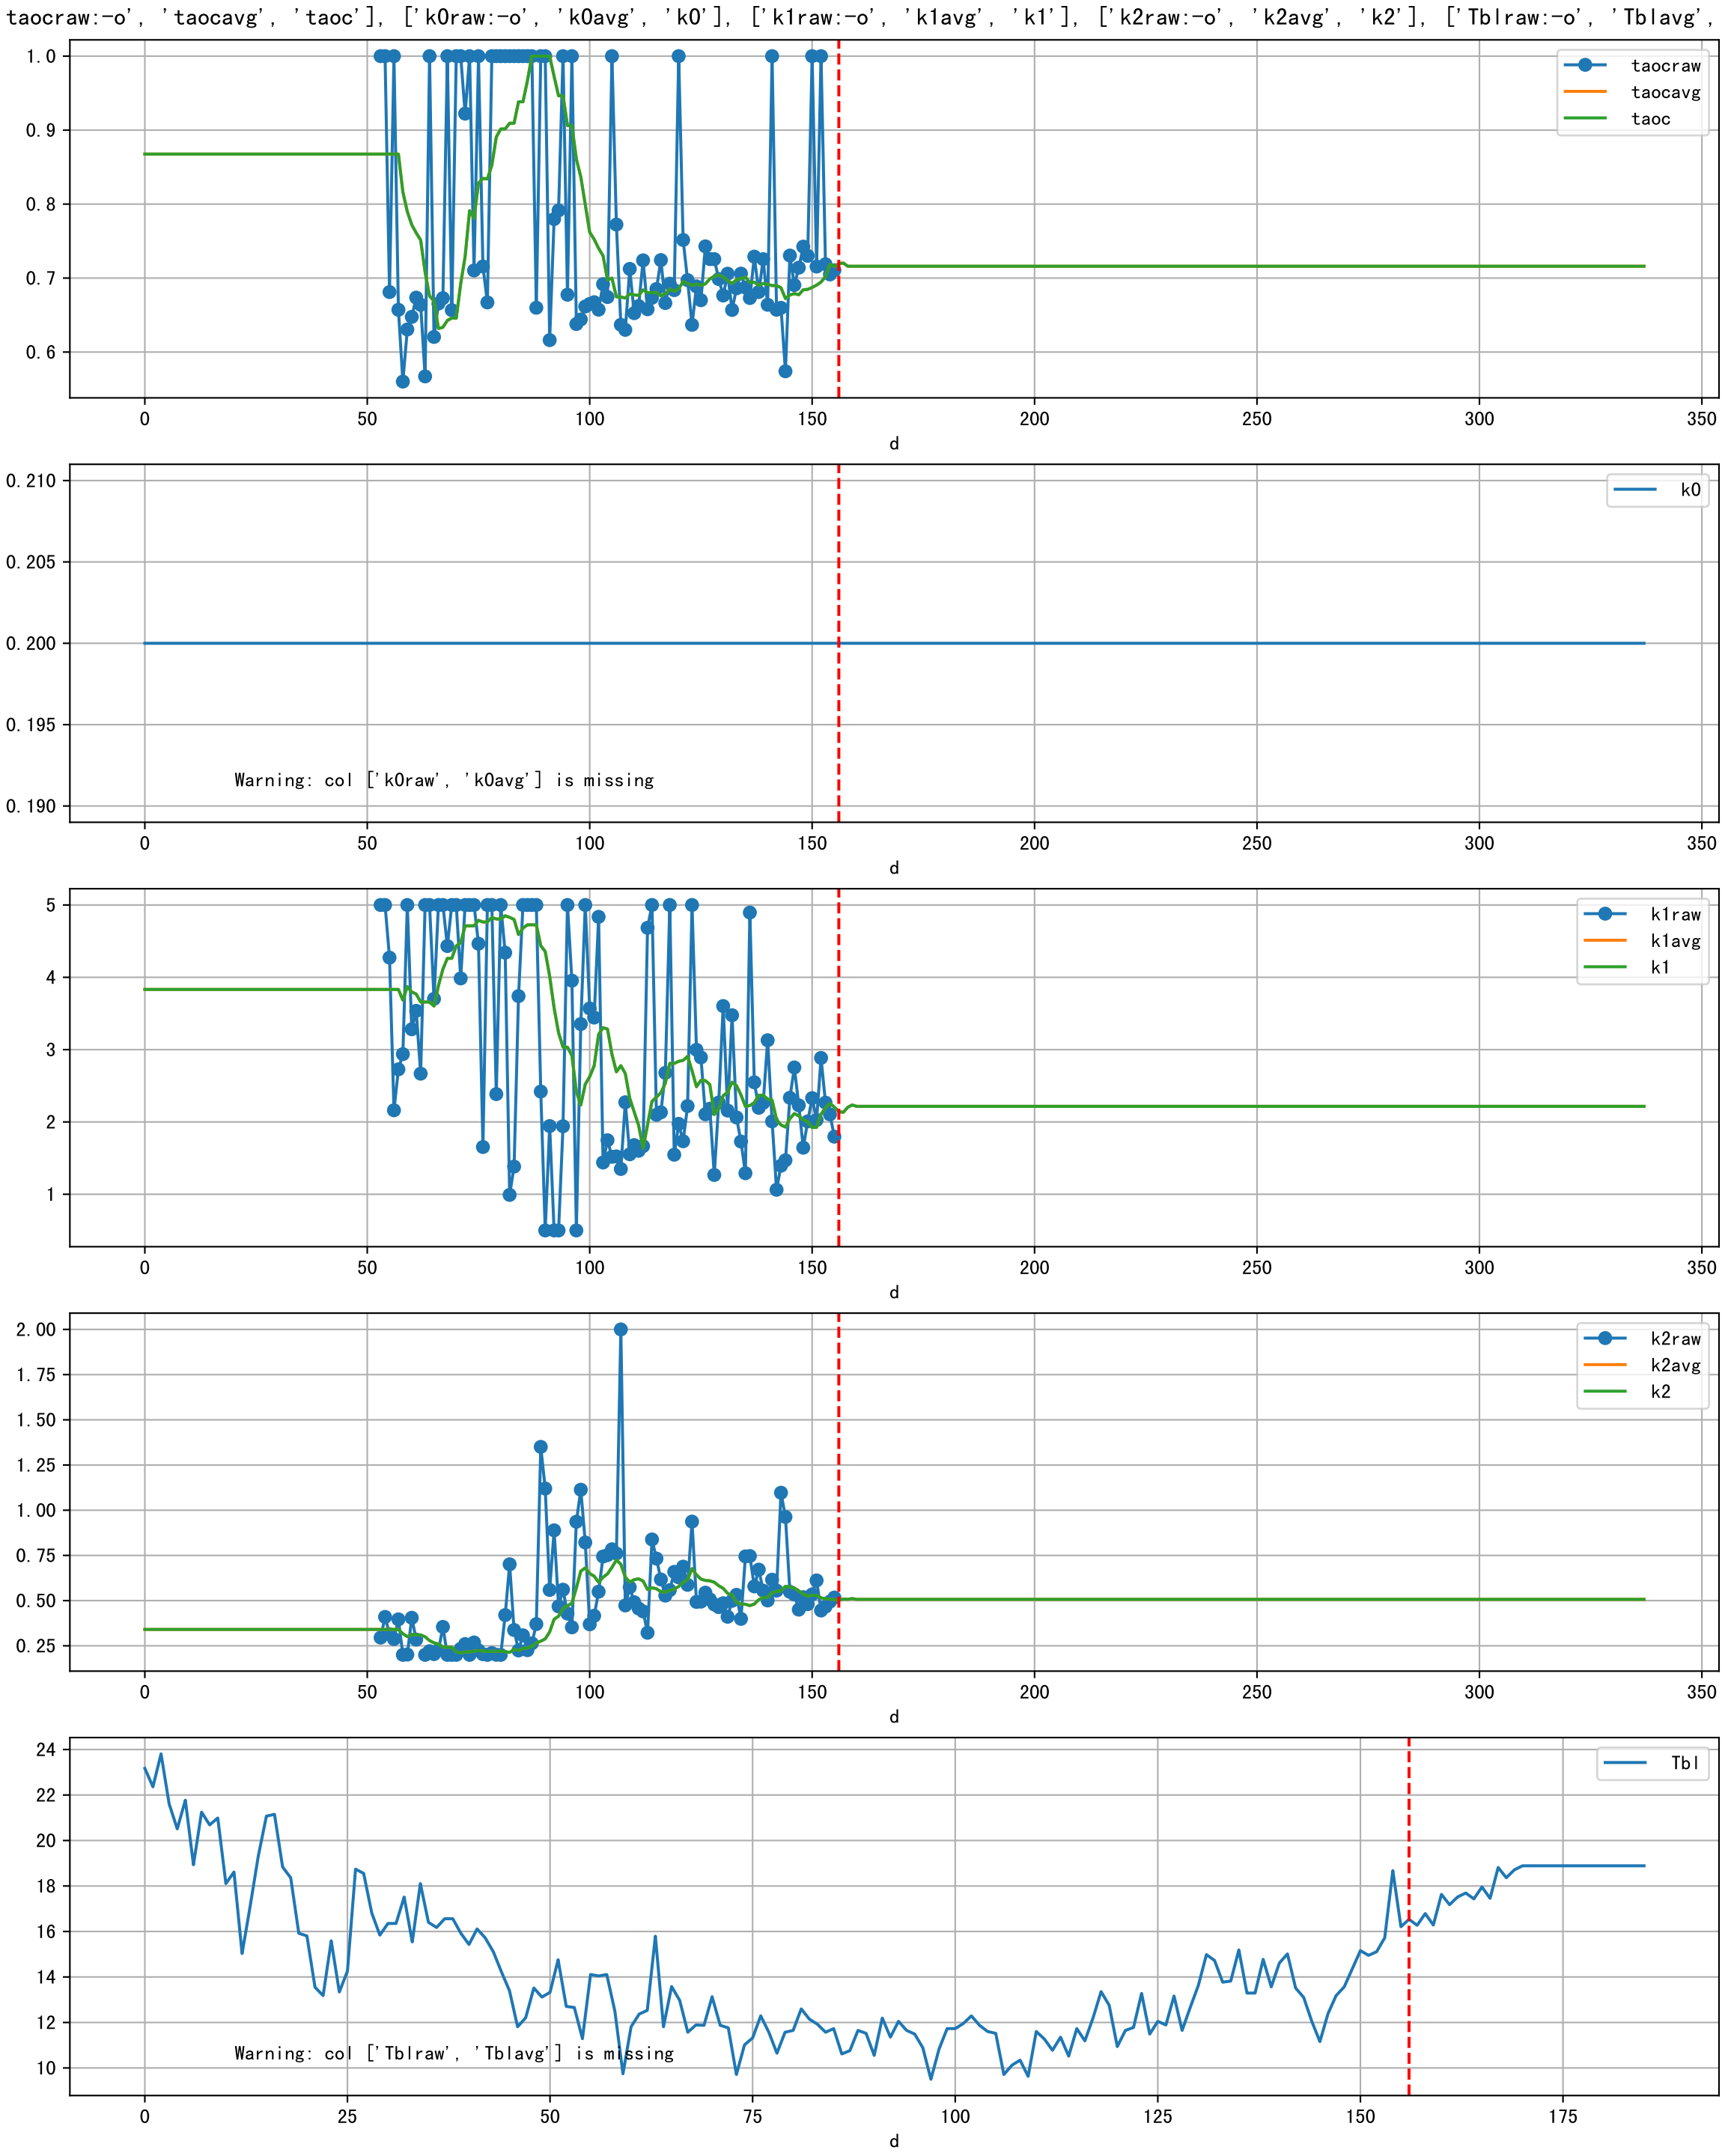 taocraw:-o', 'taocavg', 'taoc'], ['k0raw:-o', 'k0avg', 'k0'], ['k1raw:-o', 'k1avg', 'k1'], ['k2raw:-o', 'k2avg', 'k2'], ['Tblraw:-o', 'Tblavg',
1.0
0.9
0.8
0.7
0.6
taocraw
taocavg
taoc
0 50 100 150 200 250 300 350
d
0.210
0.205
0.200
0.195
0.190
k0
Warning: col ['k0raw', 'k0avg'] is missing
0 50 100 150 200 250 300 350
d
5
4
3
2
1
k1raw
k1avg
k1
0 50 100 150 200 250 300 350
d
2.00
1.75
1.50
1.25
1.00
0.75
0.50
0.25
k2raw
k2avg
k2
0 50 100 150 200 250 300 350
d
24
22
20
18
16
14
12
10
Tbl
Warning: col ['Tblraw', 'Tblavg'] is missing
0 25 50 75 100 125 150 175
d